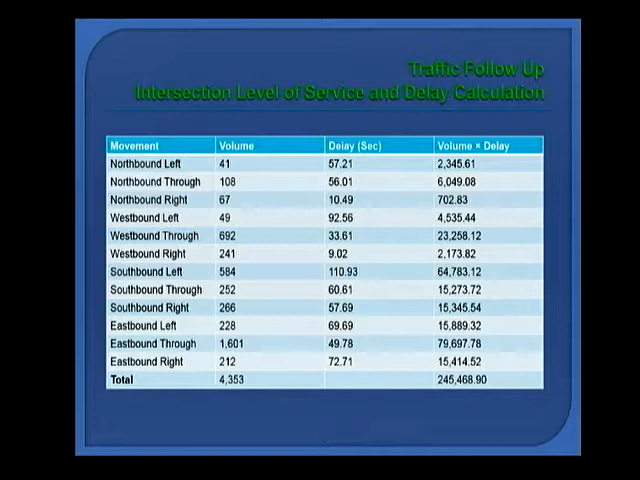 Traffic Follow Up
Intersection Level of Service and Delay Calculation
Movement Volume Delay (Sec) Volume × Delay
Northbound Left 41 57.21 2,345.61
Northbound Through 108 56.01 6,049.08
Northbound Right 67 10.49 702.83
Westbound Left 49 92.56 4,535.44
Westbound Through 692 33.61 23,258.12
Westbound Right 241 9.02 2,173.82
Southbound Left 584 110.93 64,783.12
Southbound Through 252 60.61 15,273.72
Southbound Right 266 57.69 15,345.54
Eastbound Left 228 69.69 15,889.32
Eastbound Through 1,601 49.78 79,697.78
Eastbound Right 212 72.71 15,414.52
Total 4,353 245,468.90